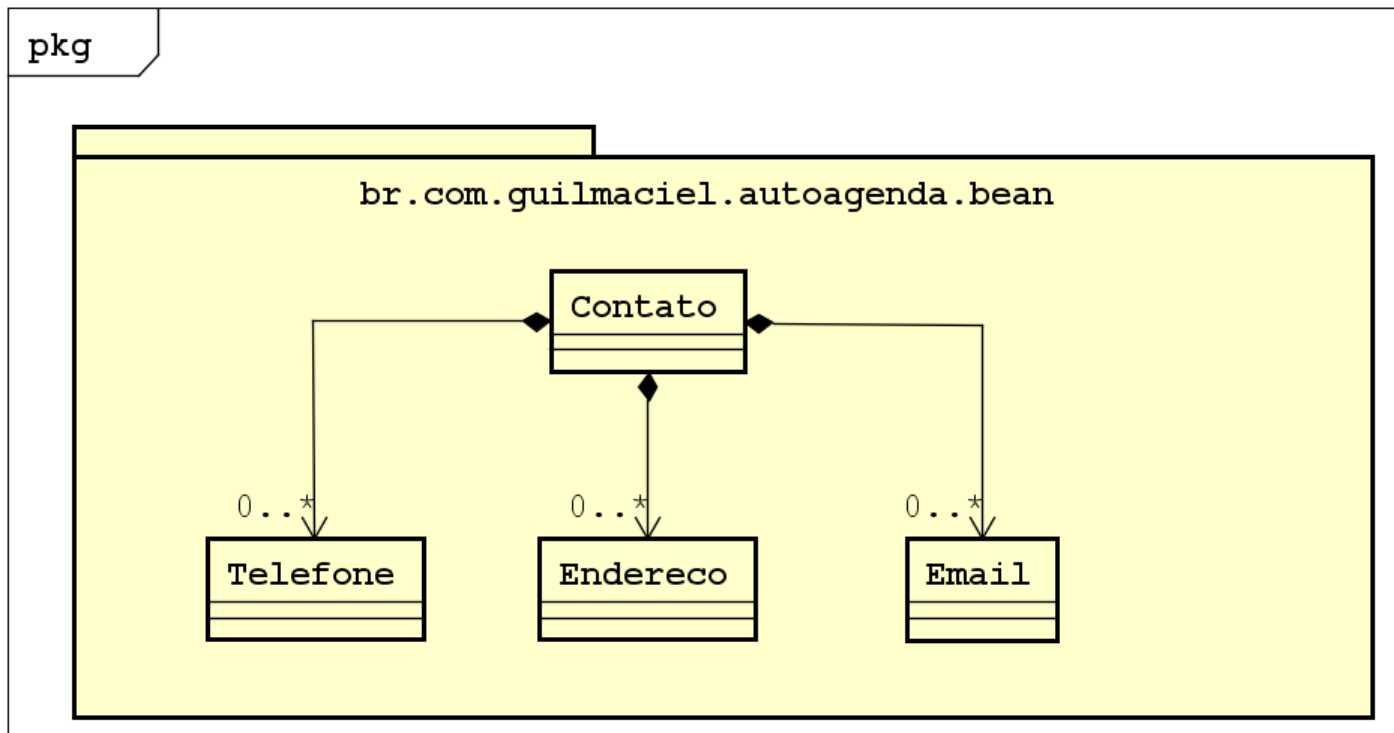 pkg
br.com.guilmaciel.autoagenda.bean
Contato
0..* 0..* 0..*
Telefone Endereco Email